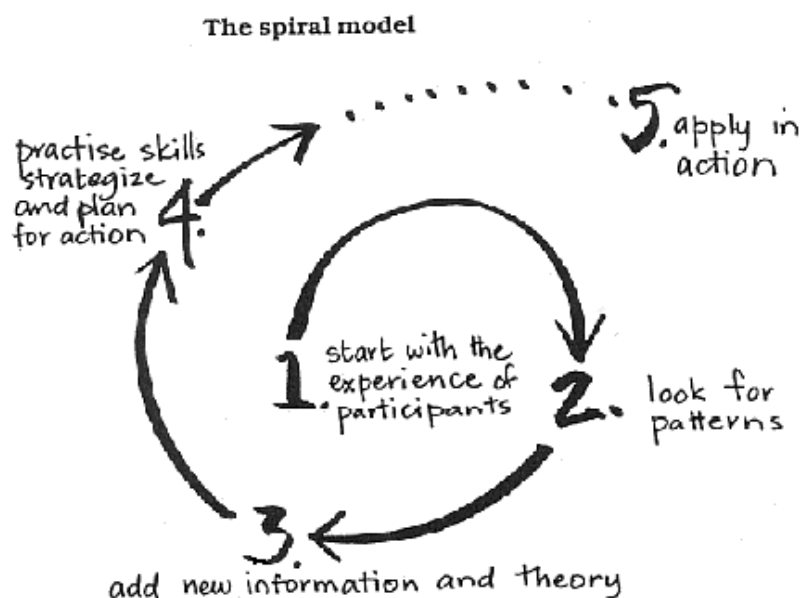 The spiral model
1. start with the
experience of
participants
2. look for
patterns
3.
add new information and theory
practise skills
strategize
and plan
for action 4.
5. apply in
action